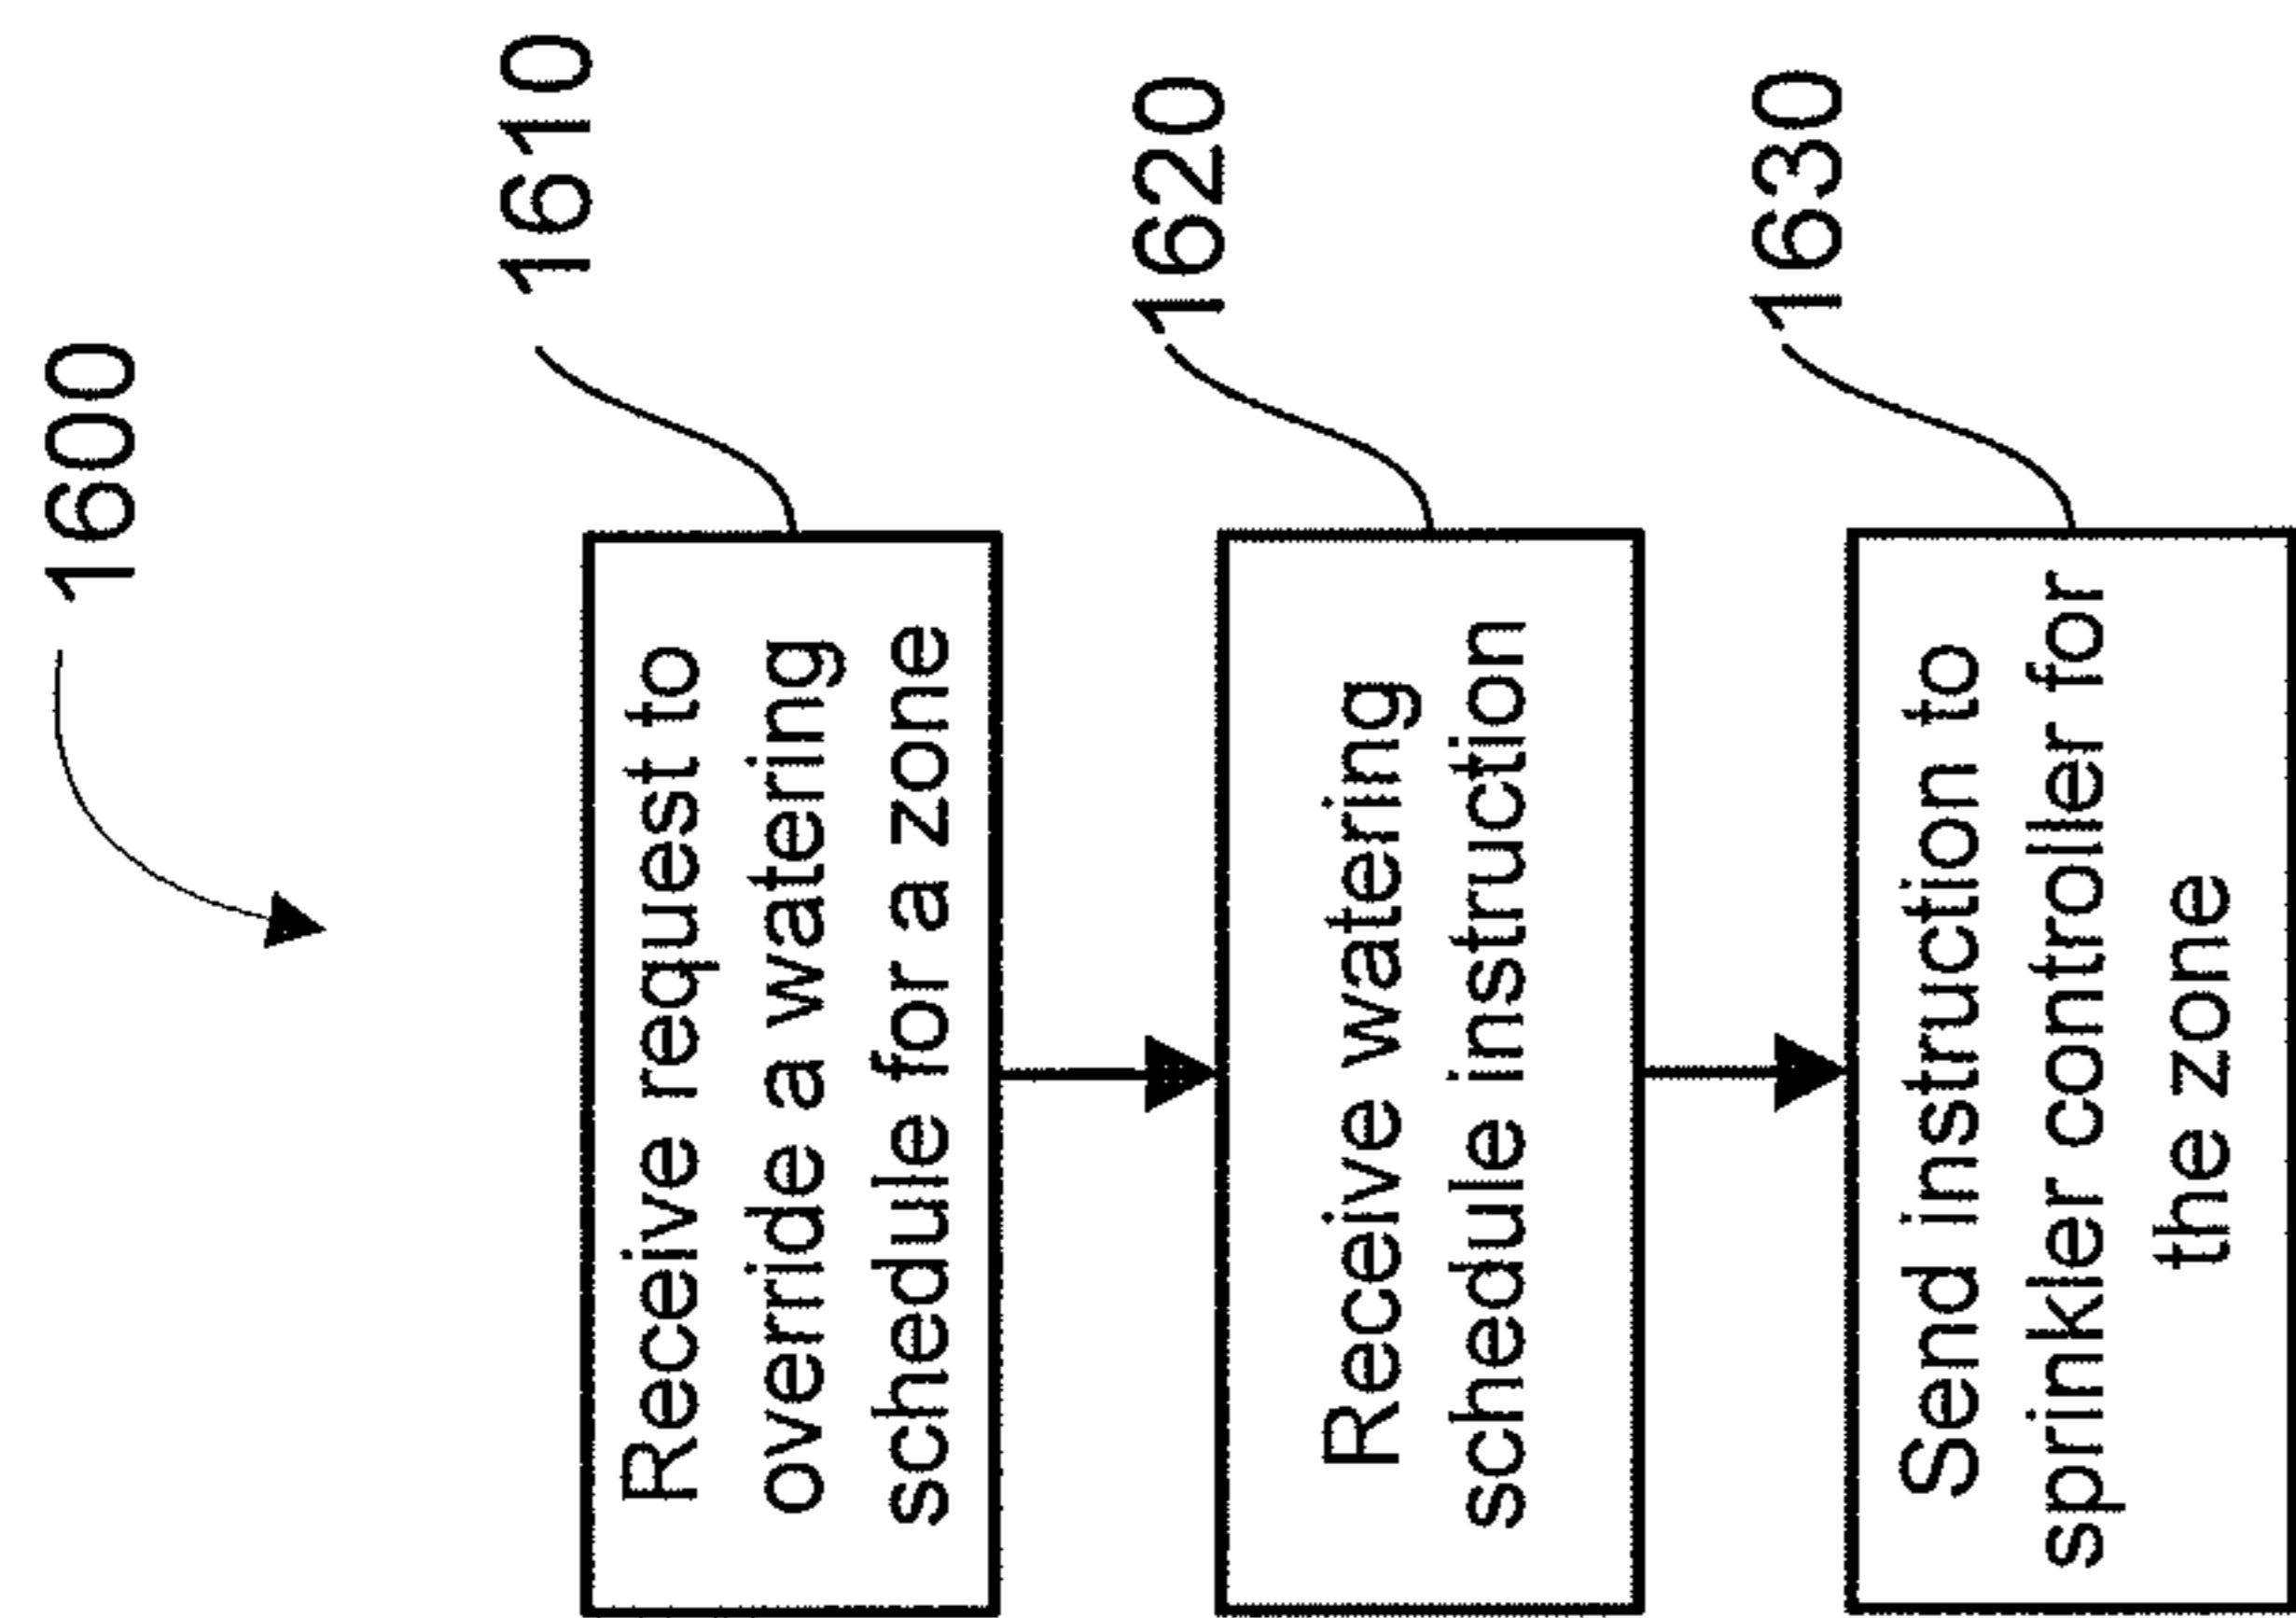 1600
1610
Receive request to
override a watering
schedule for a zone
1620
Receive watering
schedule instruction
1630
Send instruction to
sprinkler controller for
the zone